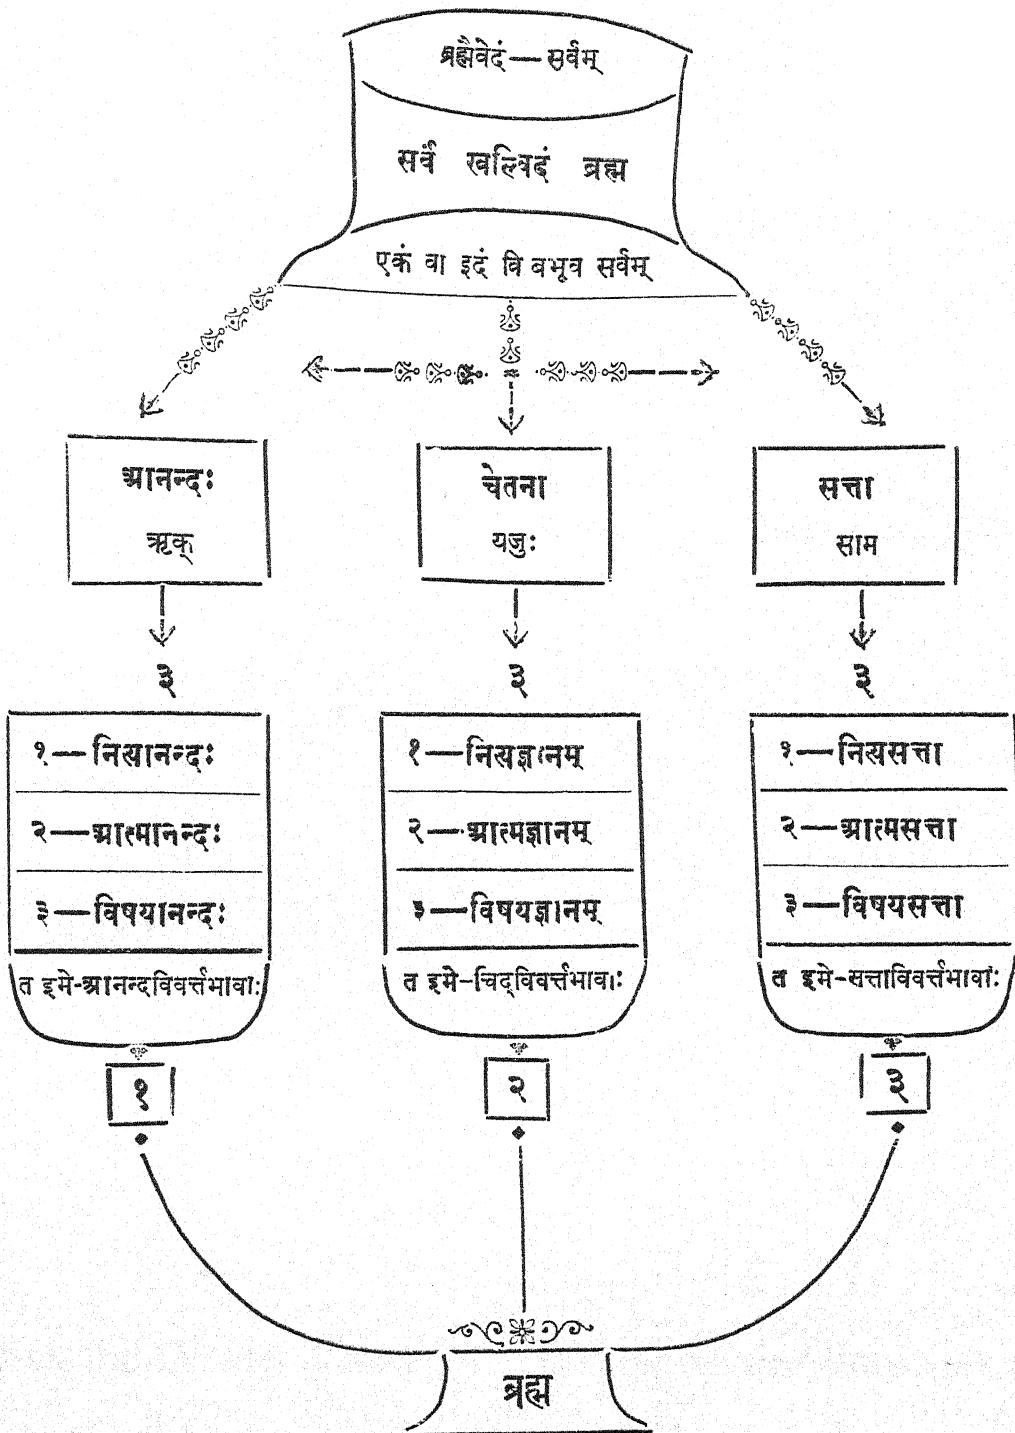 ब्रह्मैवेदं—सर्वम्
सर्वं खल्विदं ब्रह्म
एकं वा इदं वि बभूव सर्वम्
आनन्दः
ऋक्
चेतना
यजुः
सत्ता
साम
३
३
३
१—नित्यानन्दः
२—आत्मानन्दः
३—विषयानन्दः
त इमे-आनन्दविवर्त्तभावाः
१—नित्यज्ञानम्
२—आत्मज्ञानम्
३—विषयज्ञानम्
त इमे-चिद्विवर्त्तभावाः
१—नित्यसत्ता
२—आत्मसत्ता
३—विषयसत्ता
त इमे-सत्ताविवर्त्तभावाः
१
२
३
ब्रह्म